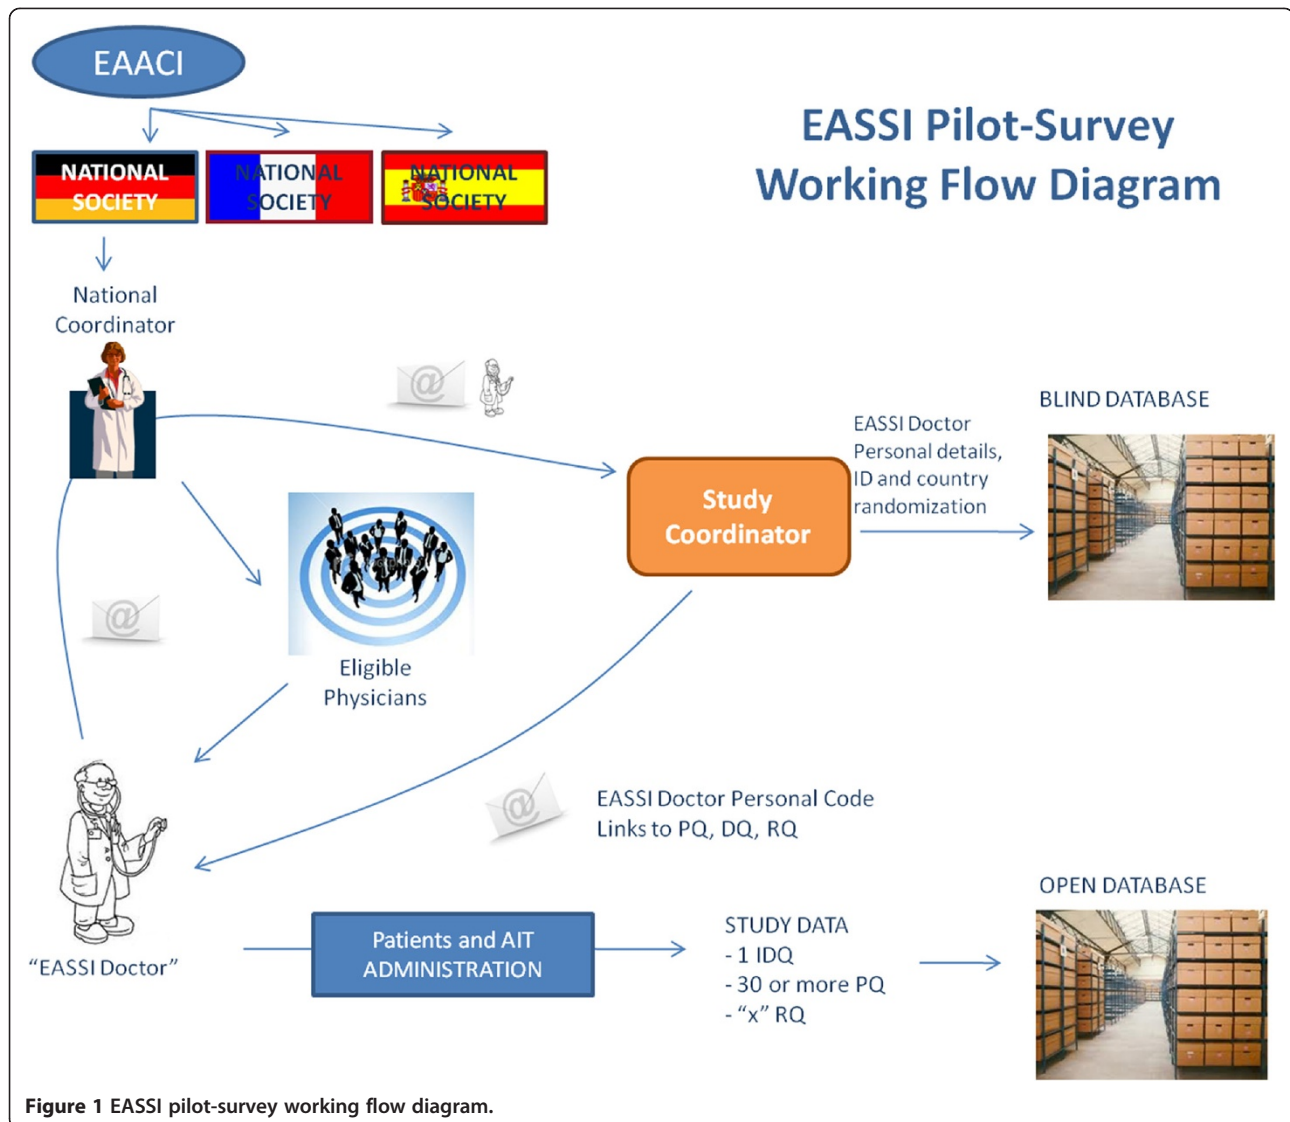 EAACI
EASSI Pilot-Survey
Working Flow Diagram
NATIONAL
SOCIETY
NATIONAL
SOCIETY
NATIONAL
SOCIETY
National
Coordinator
@
BLIND DATABASE
EASSI Doctor
Personal details,
ID and country
randomization
Study
Coordinator
@
Eligible
Physicians
@
EASSI Doctor Personal Code
Links to PQ, DQ, RQ
"EASSI Doctor"
Patients and AIT
ADMINISTRATION
STUDY DATA
- 1 IDQ
- 30 or more PQ
- "x" RQ
OPEN DATABASE
Figure 1 EASSI pilot-survey working flow diagram.